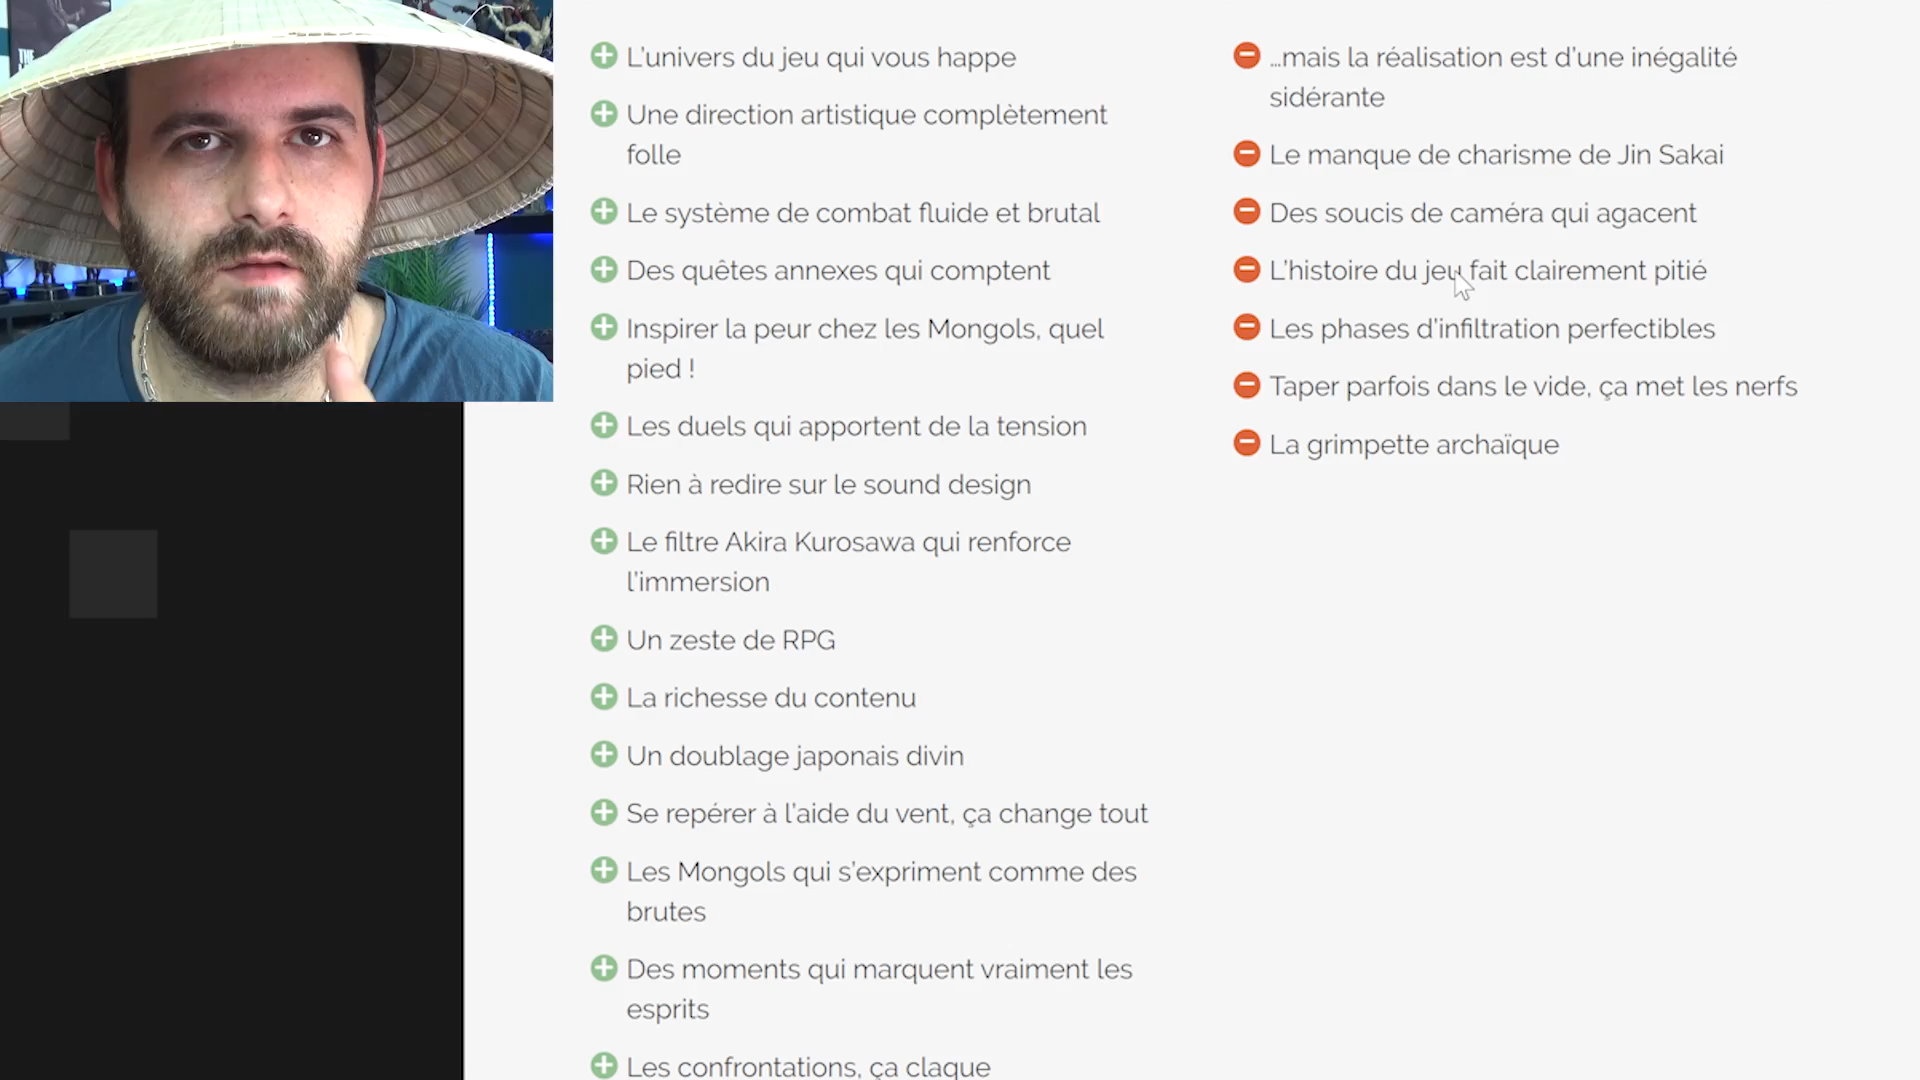 THE
L'univers du jeu qui vous happe
Une direction artistique complètement
folle
Le système de combat fluide et brutal
Des quêtes annexes qui comptent
Inspirer la peur chez les Mongols, quel
pied !
Les duels qui apportent de la tension
Rien à redire sur le sound design
Le filtre Akira Kurosawa qui renforce
l'immersion
Un zeste de RPG
La richesse du contenu
Un doublage japonais divin
Se repérer à l'aide du vent, ça change tout
Les Mongols qui s'expriment comme des
brutes
Des moments qui marquent vraiment les
esprits
Les confrontations, ça claque
...mais la réalisation est d'une inégalité
sidérante
Le manque de charisme de Jin Sakai
Des soucis de caméra qui agacent
L'histoire du jeu fait clairement pitié
Les phases d'infiltration perfectibles
Taper parfois dans le vide, ça met les nerfs
La grimpette archaïque